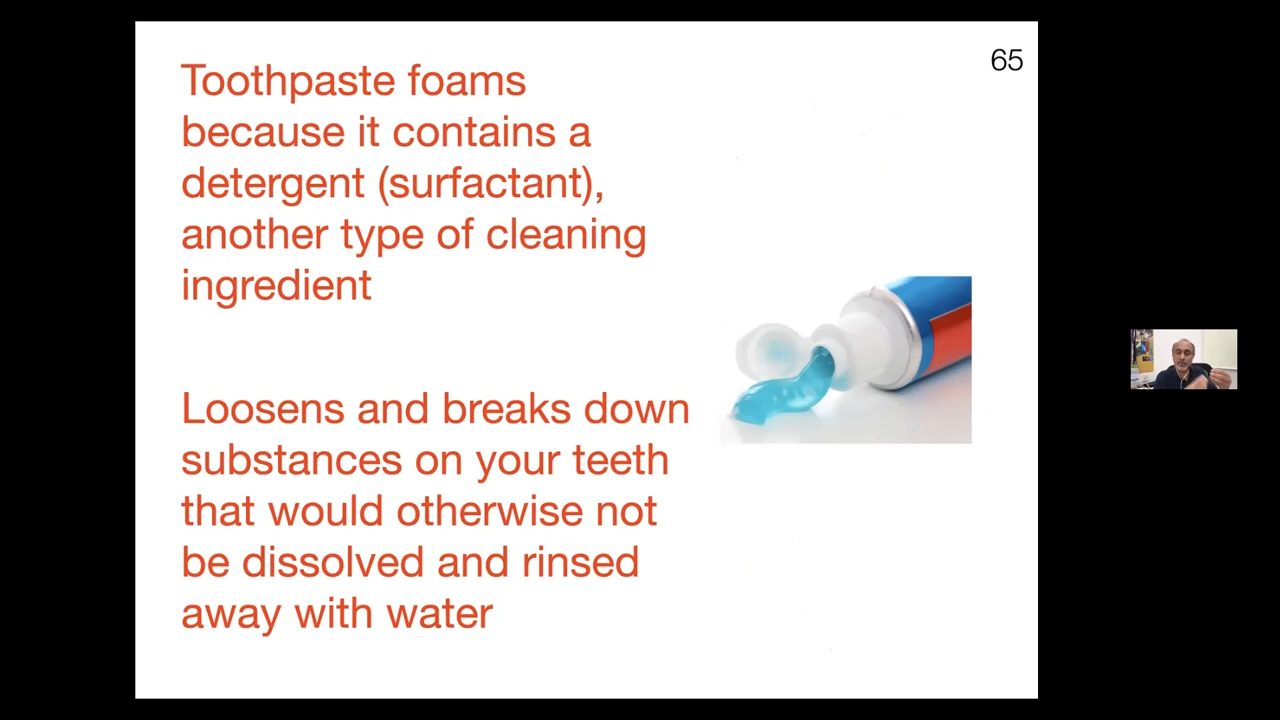 65
Toothpaste foams
because it contains a
detergent (surfactant),
another type of cleaning
ingredient
Loosens and breaks down
substances on your teeth
that would otherwise not
be dissolved and rinsed
away with water